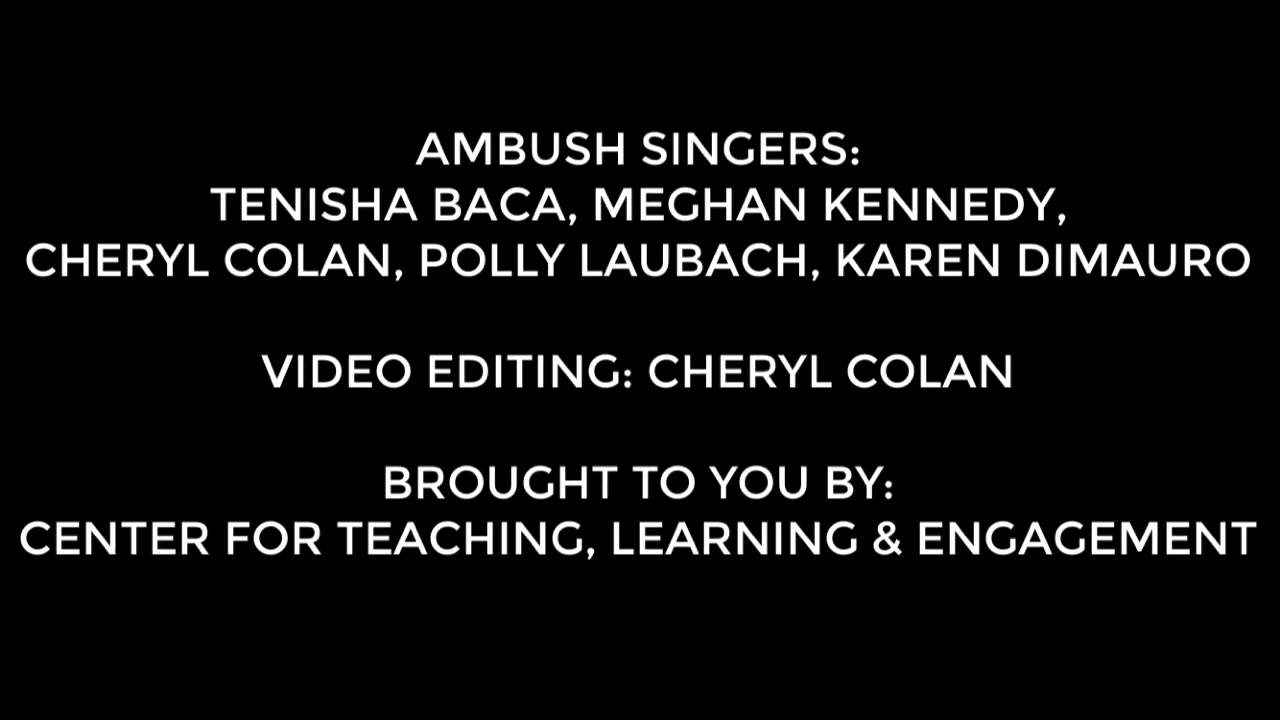 AMBUSH SINGERS:
TENISHA BACA, MEGHAN KENNEDY,
CHERYL COLAN, POLLY LAUBACH, KAREN DIMAURO
VIDEO EDITING: CHERYL COLAN
BROUGHT TO YOU BY:
CENTER FOR TEACHING, LEARNING & ENGAGEMENT